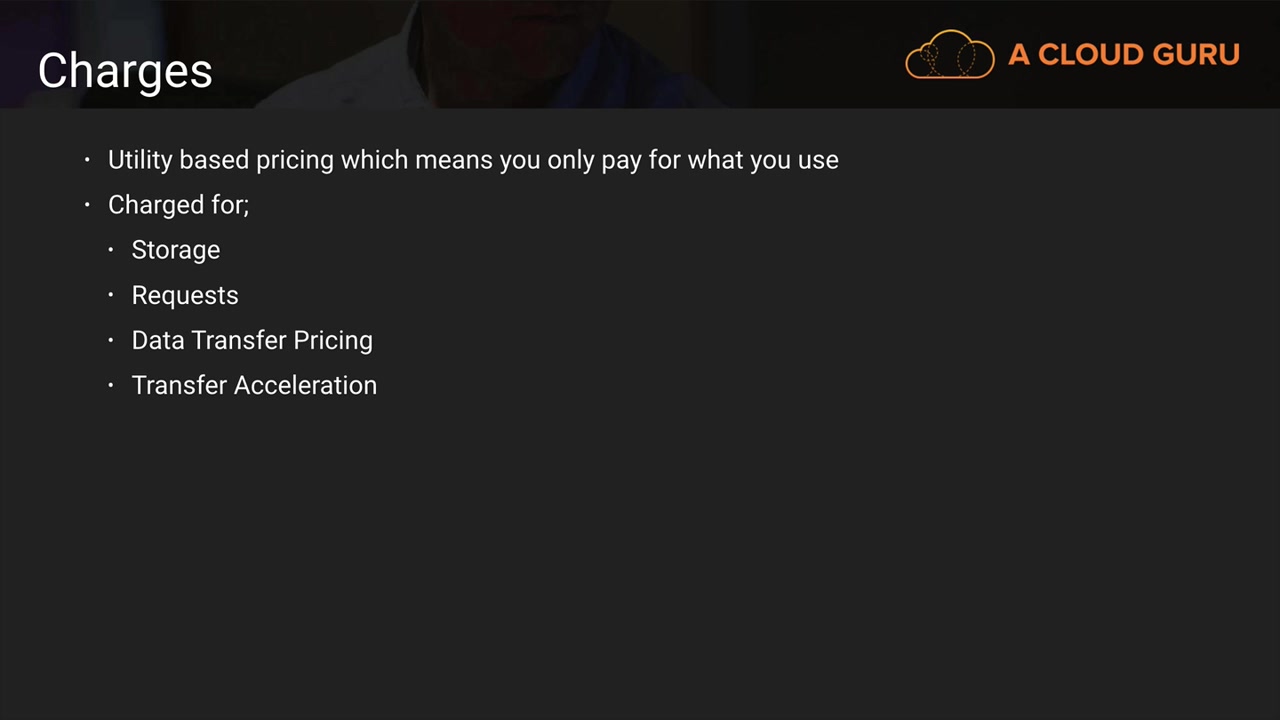 Charges
A CLOUD GURU
· Utility based pricing which means you only pay for what you use
· Charged for;
· Storage
· Requests
· Data Transfer Pricing
· Transfer Acceleration